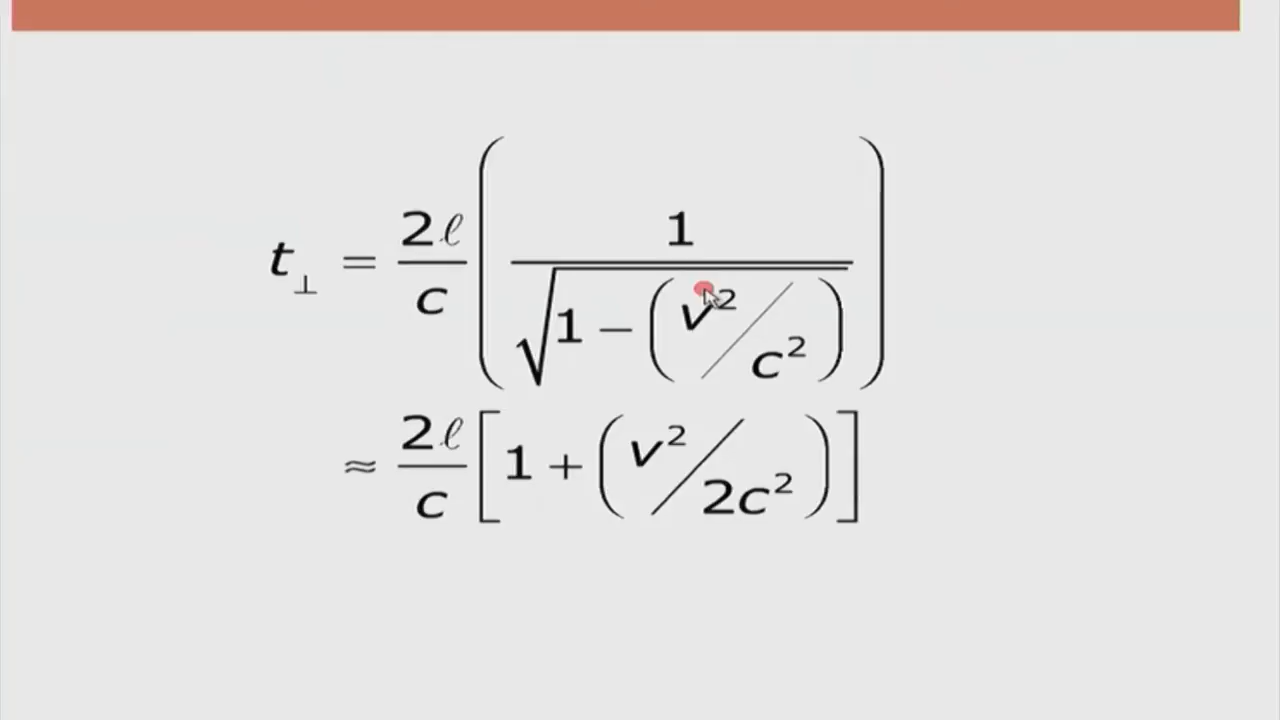 t⊥ = 2ℓ/c ( 1 / √(1 − (v²/c²)) )
≈ 2ℓ/c [ 1 + (v²/2c²) ]